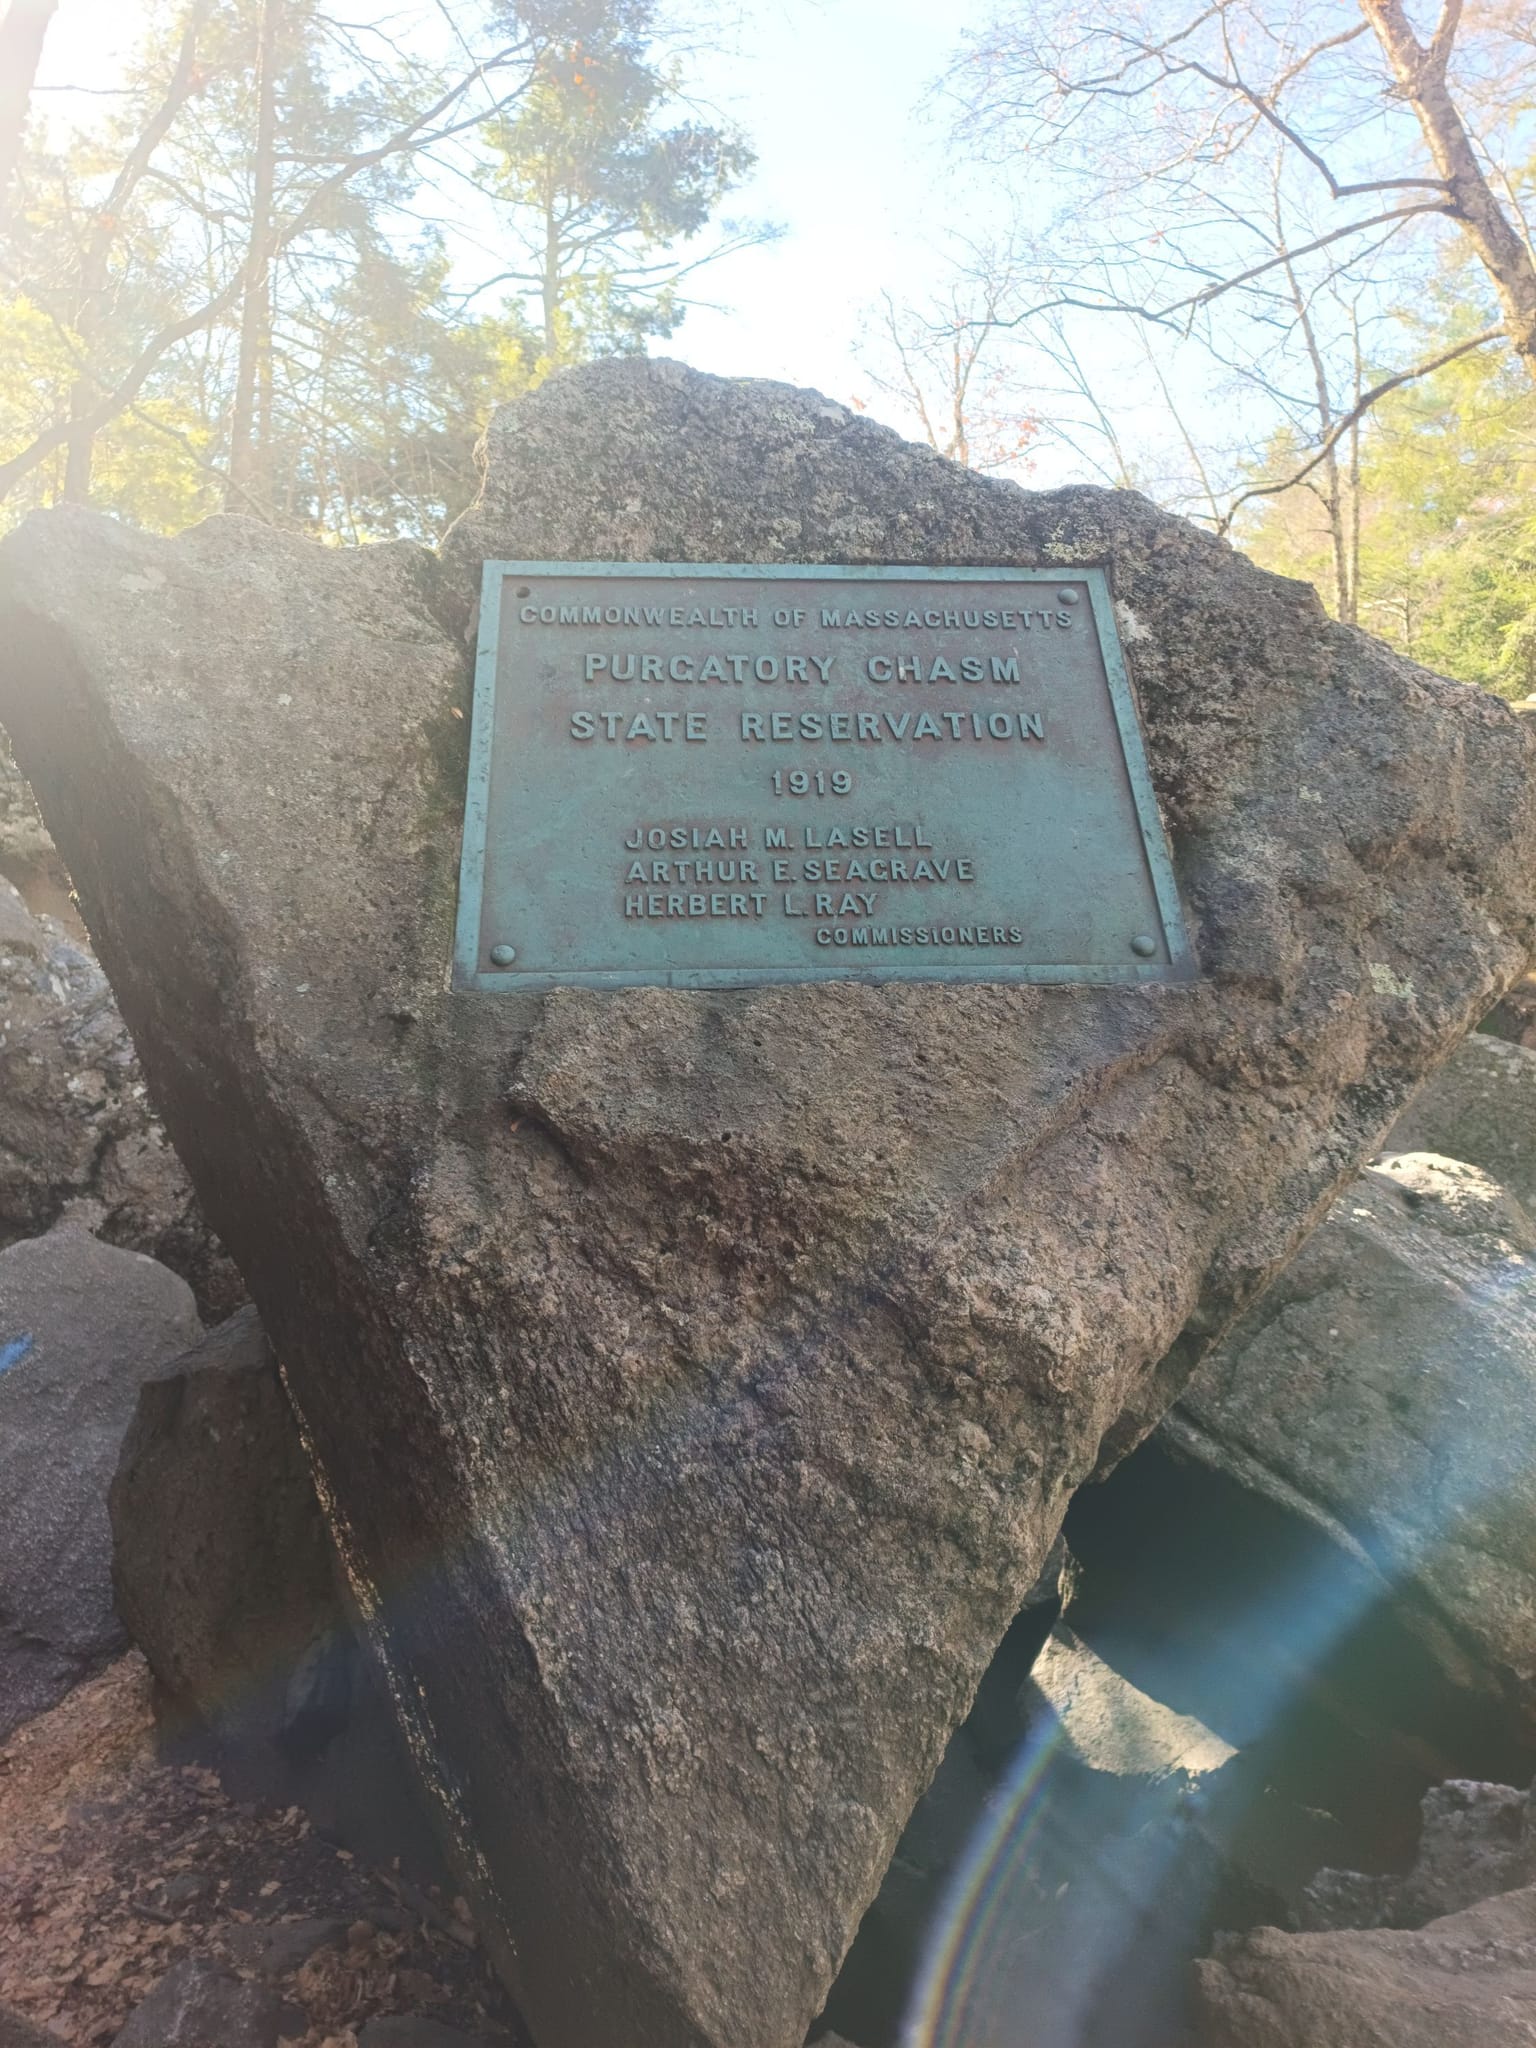 COMMONWEALTH OF MASSACHUSETTS
PURGATORY CHASM
STATE RESERVATION
1919
JOSIAH M. LASELL
ARTHUR E. SEAGRAVE
HERBERT L. RAY
COMMISSIONERS